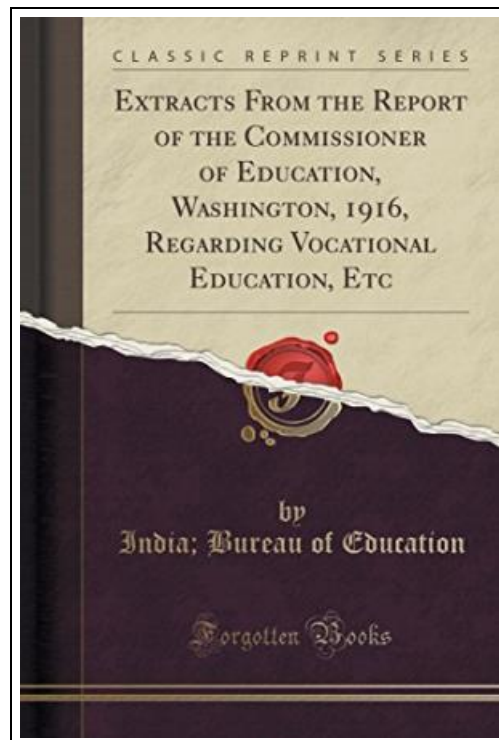 CLASSIC REPRINT SERIES
EXTRACTS FROM THE REPORT
OF THE COMMISSIONER
OF EDUCATION,
WASHINGTON, 1916,
REGARDING VOCATIONAL
EDUCATION, ETC
F
by
India; Bureau of Education
Forgotten Books